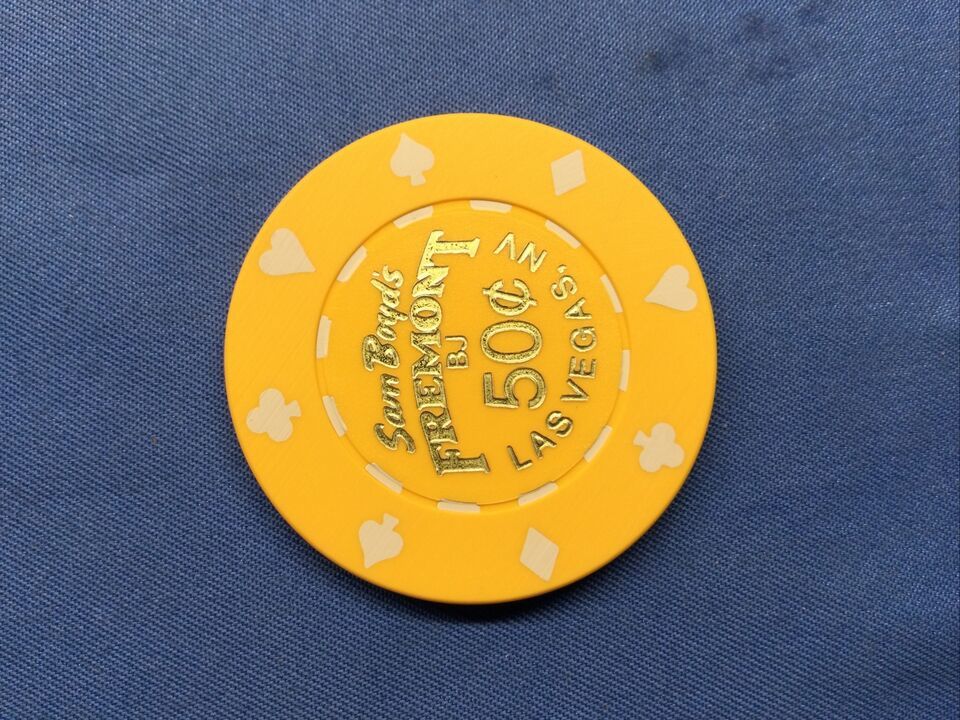 Sam Boyd's
FREMONT
BJ
50¢
LAS VEGAS, NV